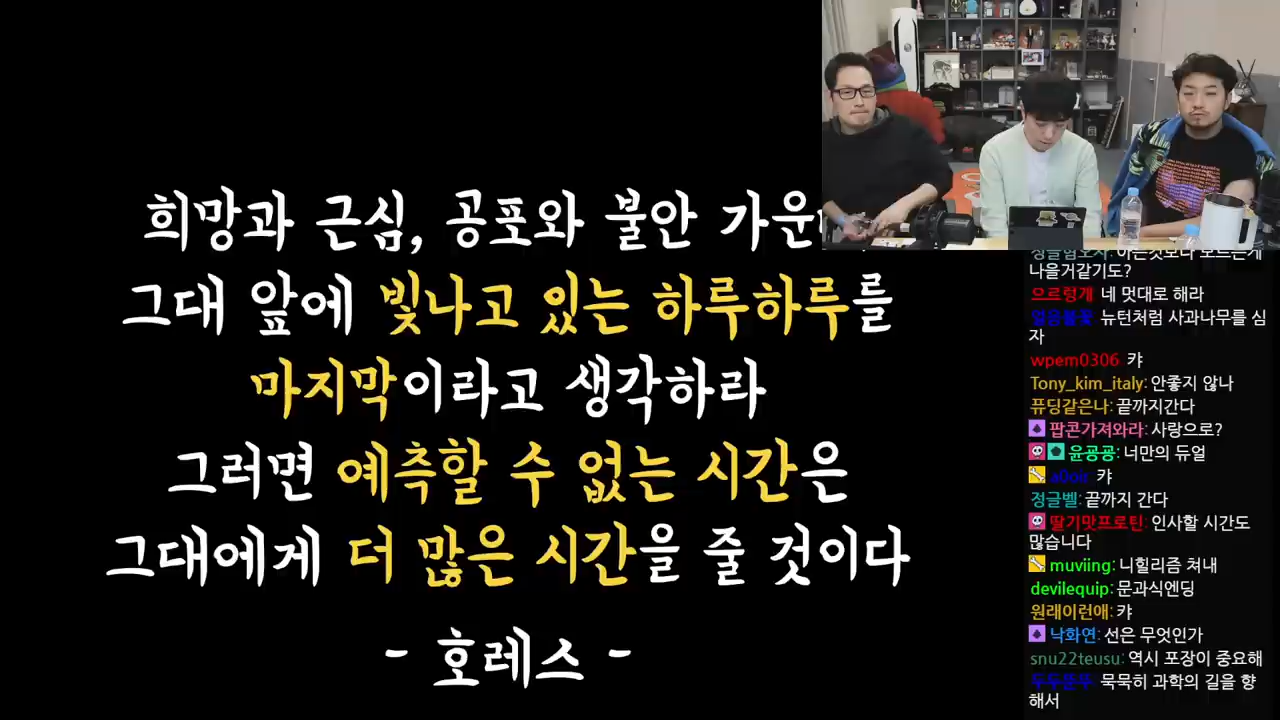 희망과 근심, 공포와 불안
그대 앞에 빛나고 있는 하루하루를
마지막이라고 생각하라
그러면 예측할 수 없는 시간은
그대에게 더 많은 시간을 줄 것이다
- 호레스 -
나을거같기도?
으르렁개 네 멋대로 해라
얼음불꽃 뉴턴처럼 사과나무를 심
자
wpem0306 캬
Tony_kim_italy: 안좋지 않나
퓨딩같은나: 끝까지간다
팝콘가져와라: 사랑으로?
윤꽁꽁: 너만의 듀얼
캬
정글벨: 끝까지 간다
딸기맛프로틴: 인사할 시간도
많습니다
muviing: 니힐리즘 쳐내
devilequip: 문과식엔딩
원래이런애: 캬
낙화연: 선은 무엇인가
snu22teusu: 역시 포장이 중요해
묵묵히 과학의 길을 향
해서